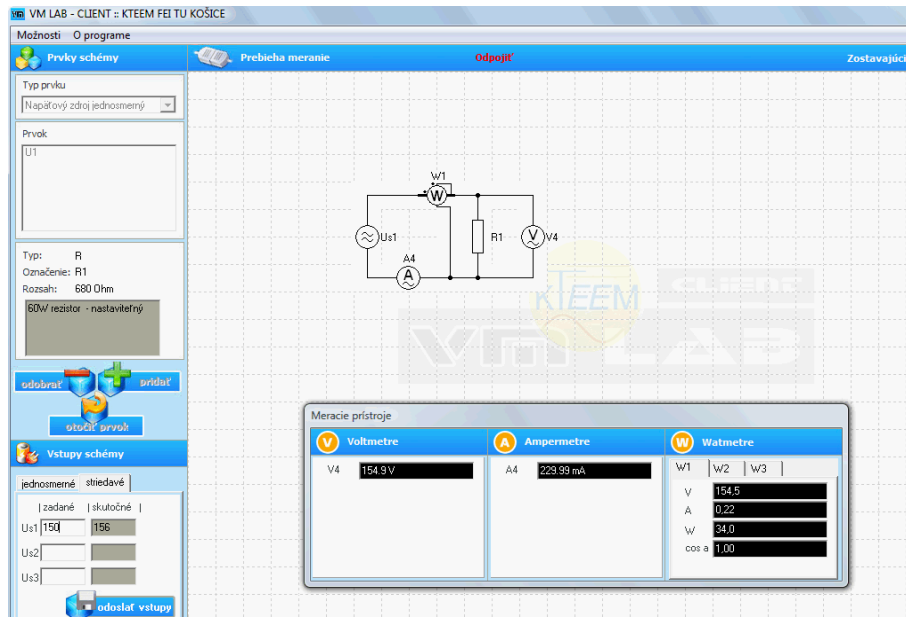 VM LAB - CLIENT :: KTEEM FEI TU KOŠICE
Možnosti O programe
Prvky schémy
Prebieha meranie
Odpojiť
Zostavajúci
Typ prvku
Napäťový zdroj jednosmerný
Prvok
U1
Typ: R
Označenie: R1
Rozsah: 680 Ohm
60W rezistor - nastaviteľný
odobrať
pridať
otočiť prvok
Vstupy schémy
jednosmerné striedavé
|zadané |skutočné |
Us1 150 156
Us2
Us3
odoslať vstupy
W1
W
Us1
R1
V V4
A4
A
KTEEM
CLIENT
VM LAB
Meracie prístroje
V Voltmetre
A Ampermetre
W Watmetre
V4 154.9 V
A4 229.99 mA
W1 W2 W3
V 154,5
A 0,22
W 34,0
cos a 1,00